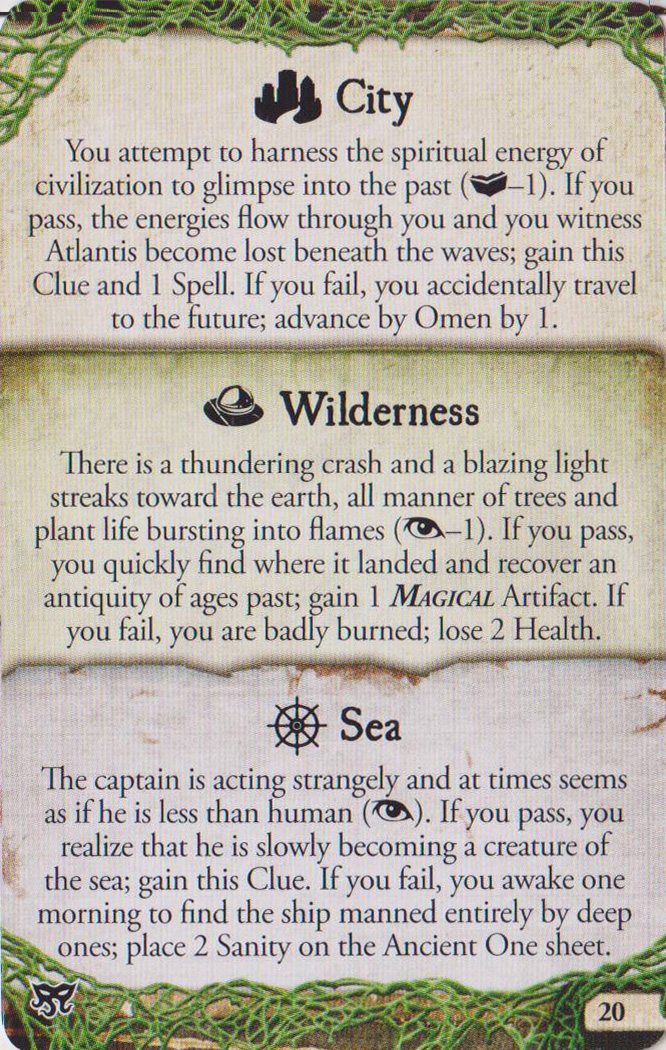 City
You attempt to harness the spiritual energy of
civilization to glimpse into the past (–1). If you
pass, the energies flow through you and you witness
Atlantis become lost beneath the waves; gain this
Clue and 1 Spell. If you fail, you accidentally travel
to the future; advance by Omen by 1.
Wilderness
There is a thundering crash and a blazing light
streaks toward the earth, all manner of trees and
plant life bursting into flames (–1). If you pass,
you quickly find where it landed and recover an
antiquity of ages past; gain 1 MAGICAL Artifact. If
you fail, you are badly burned; lose 2 Health.
Sea
The captain is acting strangely and at times seems
as if he is less than human (). If you pass, you
realize that he is slowly becoming a creature of
the sea; gain this Clue. If you fail, you awake one
morning to find the ship manned entirely by deep
ones; place 2 Sanity on the Ancient One sheet.
20